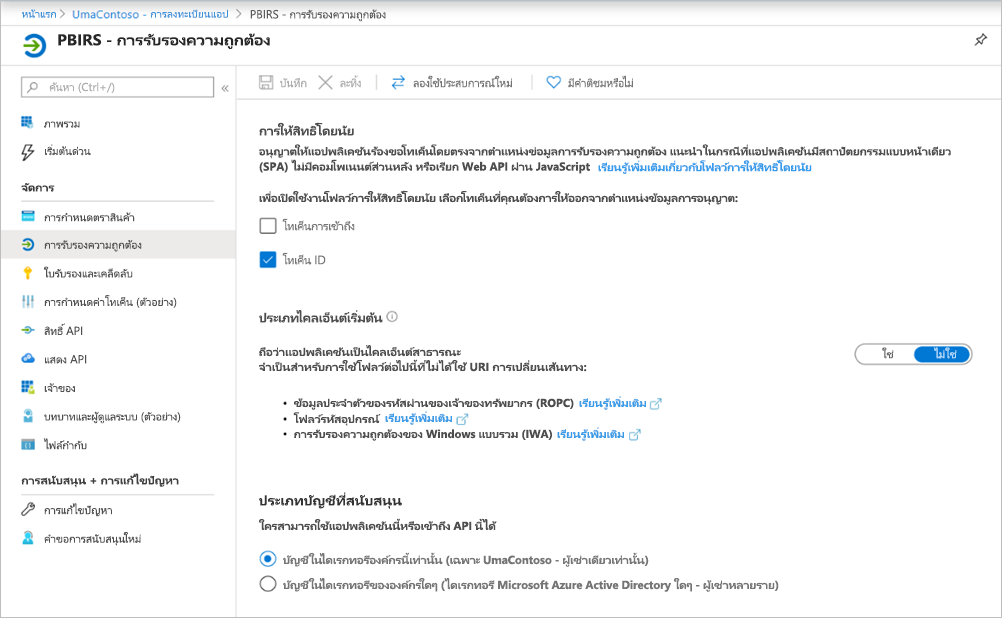 หน้าแรก > UmaContoso - การลงทะเบียนแอป > PBIRS - การรับรองความถูกต้อง
PBIRS - การรับรองความถูกต้อง
ค้นหา (Ctrl+/)
«
บันทึก
ละทิ้ง
ลองใช้ประสบการณ์ใหม่
มีคำติชมหรือไม่
ภาพรวม
เริ่มต้นด่วน
จัดการ
การกำหนดตราสินค้า
การรับรองความถูกต้อง
ใบรับรองและเคล็ดลับ
การกำหนดค่าโทเค็น (ตัวอย่าง)
สิทธิ์ API
แสดง API
เจ้าของ
บทบาทและผู้ดูแลระบบ (ตัวอย่าง)
ไฟล์กำกับ
การสนับสนุน + การแก้ไขปัญหา
การแก้ไขปัญหา
คำขอการสนับสนุนใหม่
การให้สิทธิ์โดยนัย
อนุญาตให้แอปพลิเคชันร้องขอโทเค็นโดยตรงจากตำแหน่งข้อมูลการรับรองความถูกต้อง แนะนำในกรณีที่แอปพลิเคชันมีสถาปัตยกรรมแบบหน้าเดียว
(SPA) ไม่มีคอมโพเนนต์ส่วนหลัง หรือเรียก Web API ผ่าน JavaScript เรียนรู้เพิ่มเติมเกี่ยวกับโฟลว์การให้สิทธิ์โดยนัย
เพื่อเปิดใช้งานโฟลว์การให้สิทธิ์โดยนัย เลือกโทเค็นที่คุณต้องการให้ออกจากตำแหน่งข้อมูลการอนุญาต:
โทเค็นการเข้าถึง
โทเค็น ID
ประเภทไคลเอ็นต์เริ่มต้น
ถือว่าแอปพลิเคชันเป็นไคลเอ็นต์สาธารณะ
ใช่ ไม่ใช่
จำเป็นสำหรับการใช้โฟลว์ต่อไปนี้ที่ไม่ได้ใช้ URI การเปลี่ยนเส้นทาง:
• ข้อมูลประจำตัวของรหัสผ่านของเจ้าของทรัพยากร (ROPC) เรียนรู้เพิ่มเติม
• โฟลว์รหัสอุปกรณ์ เรียนรู้เพิ่มเติม
• การรับรองความถูกต้องของ Windows แบบรวม (IWA) เรียนรู้เพิ่มเติม
ประเภทบัญชีที่สนับสนุน
ใครสามารถใช้แอปพลิเคชันนี้หรือเข้าถึง API นี้ได้
บัญชีในไดเรกทอรีองค์กรนี้เท่านั้น (เฉพาะ UmaContoso - ผู้เช่าเดียวเท่านั้น)
บัญชีในไดเรกทอรีขององค์กรใดๆ (ไดเรกทอรี Microsoft Azure Active Directory ใดๆ - ผู้เช่าหลายราย)